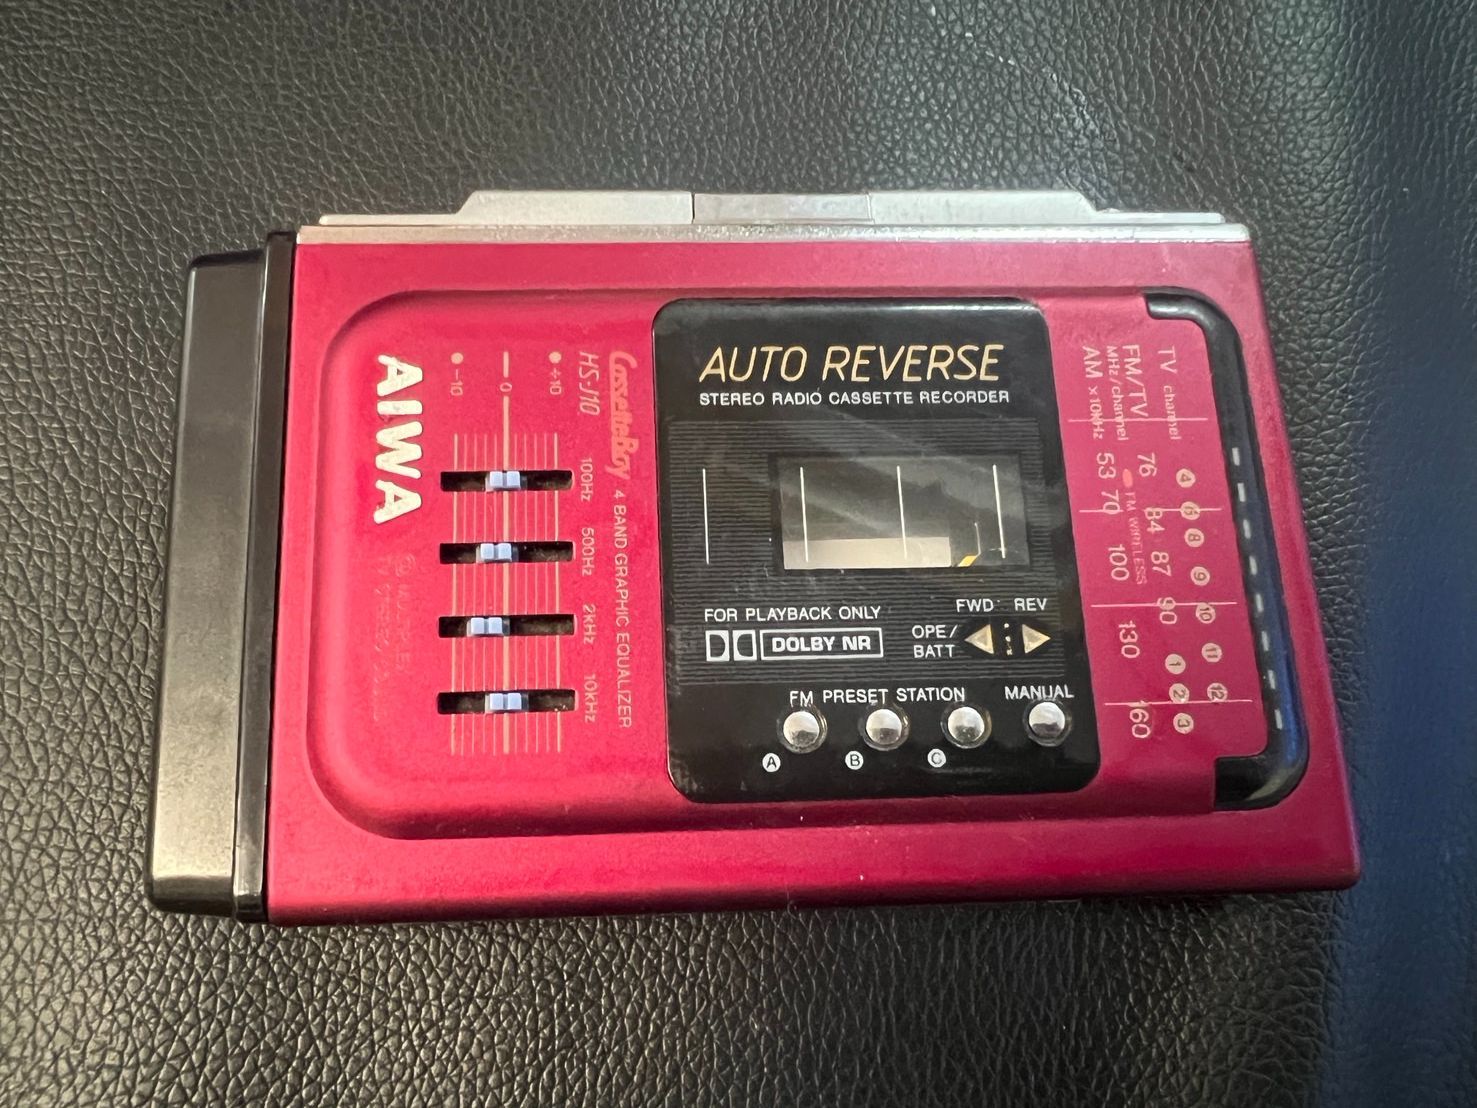 AUTO REVERSE
STEREO RADIO CASSETTE RECORDER
FOR PLAYBACK ONLY
DOLBY NR
FWD REV
OPE/
BATT
FM PRESET STATION MANUAL
A B C
AIWA
-10 0 +10
CassetteBoy
HS-J10
4 BAND GRAPHIC EQUALIZER
100Hz 500Hz 2kHz 10kHz
TV channel 4 6 8 9 10 11 12
1 2 3
FM/TV 76 84 87 90
MHz/channel
FM WIRELESS
AM ×10kHz 53 70 100 130 160